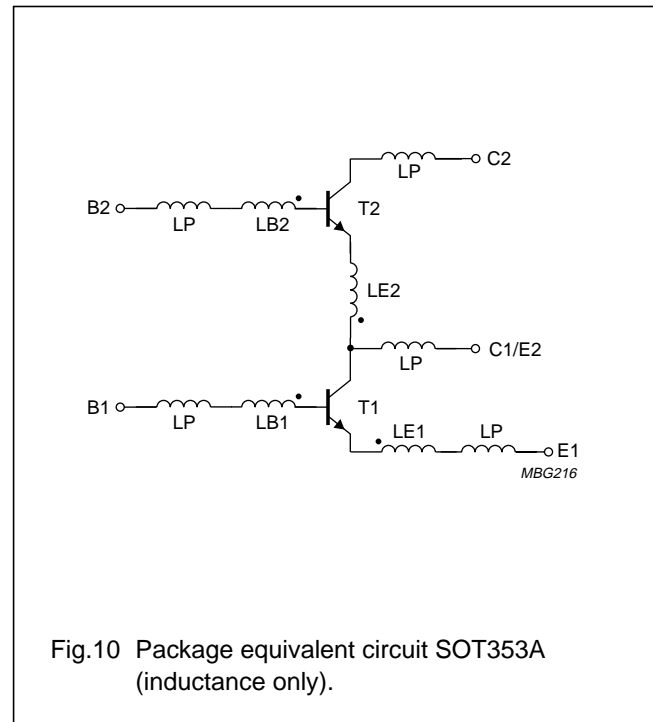 C2
LP
B2
T2
LP
LB2
LE2
C1/E2
LP
B1
T1
LP
LB1
LE1
LP
E1
MBG216
Fig.10 Package equivalent circuit SOT353A
(inductance only).